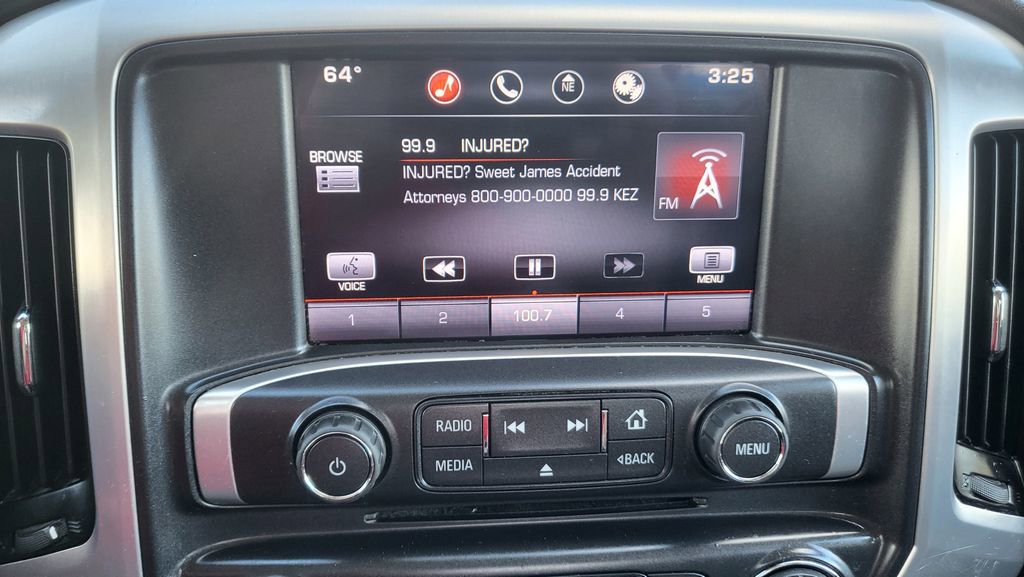 64°
NE
3:25
BROWSE
99.9 INJURED?
INJURED? Sweet James Accident
Attorneys 800-900-0000 99.9 KEZ
FM
VOICE
MENU
1 2 100.7 4 5
RADIO
MEDIA
BACK
MENU